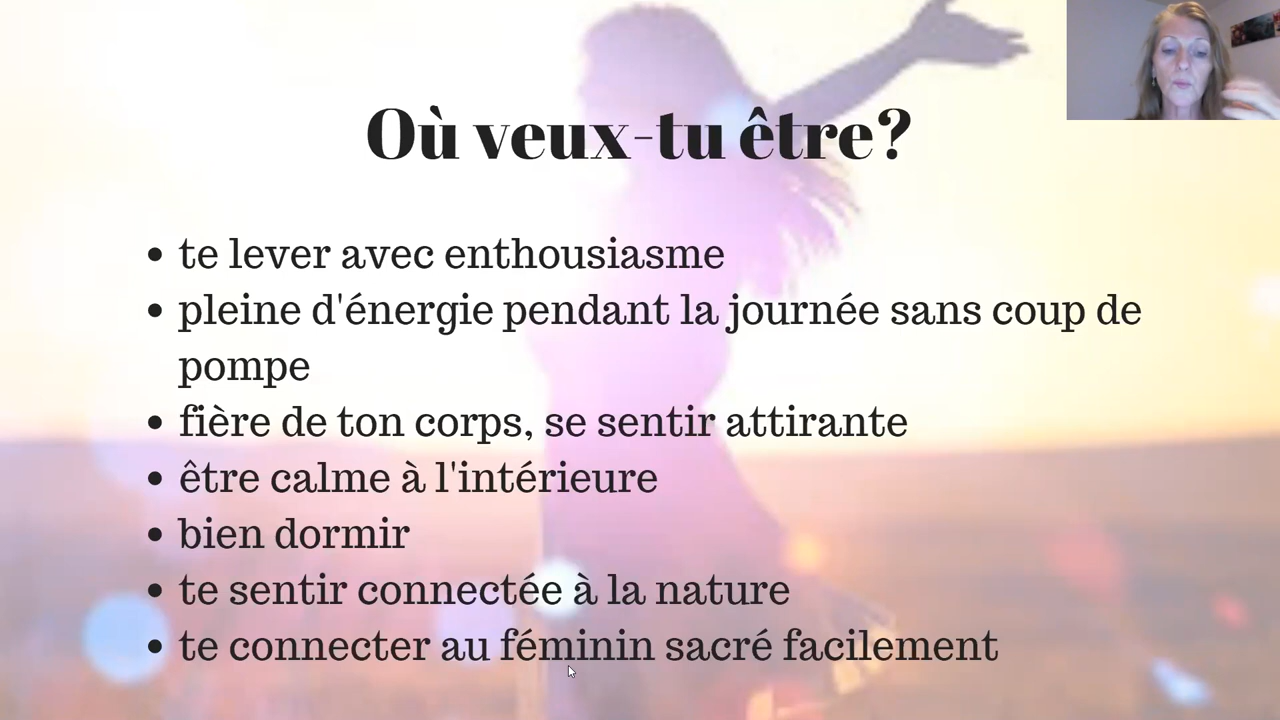 Où veux-tu être?
• te lever avec enthousiasme
• pleine d'énergie pendant la journée sans coup de
pompe
• fière de ton corps, se sentir attirante
• être calme à l'intérieure
• bien dormir
• te sentir connectée à la nature
• te connecter au féminin sacré facilement